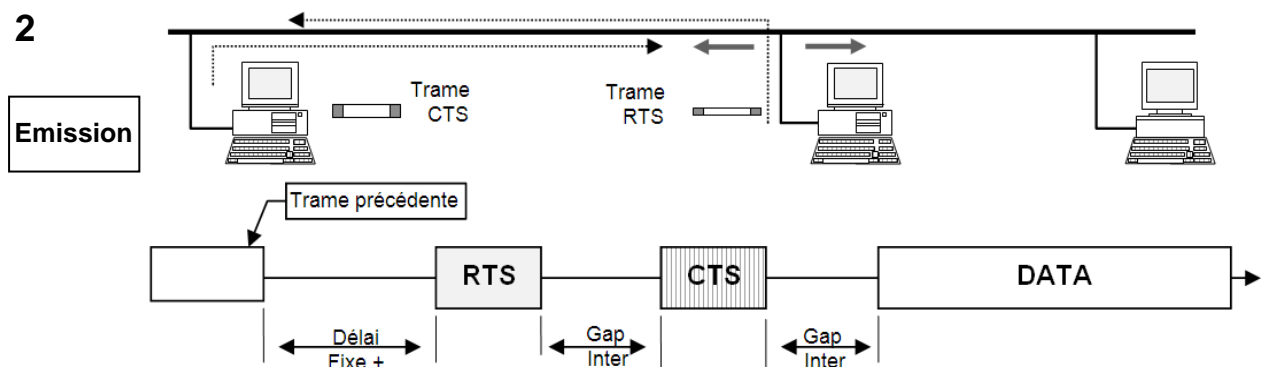 2
Emission
Trame
CTS
Trame
RTS
Trame précédente
RTS
CTS
DATA
Délai
Fixe +
Gap
Inter
Gap
Inter